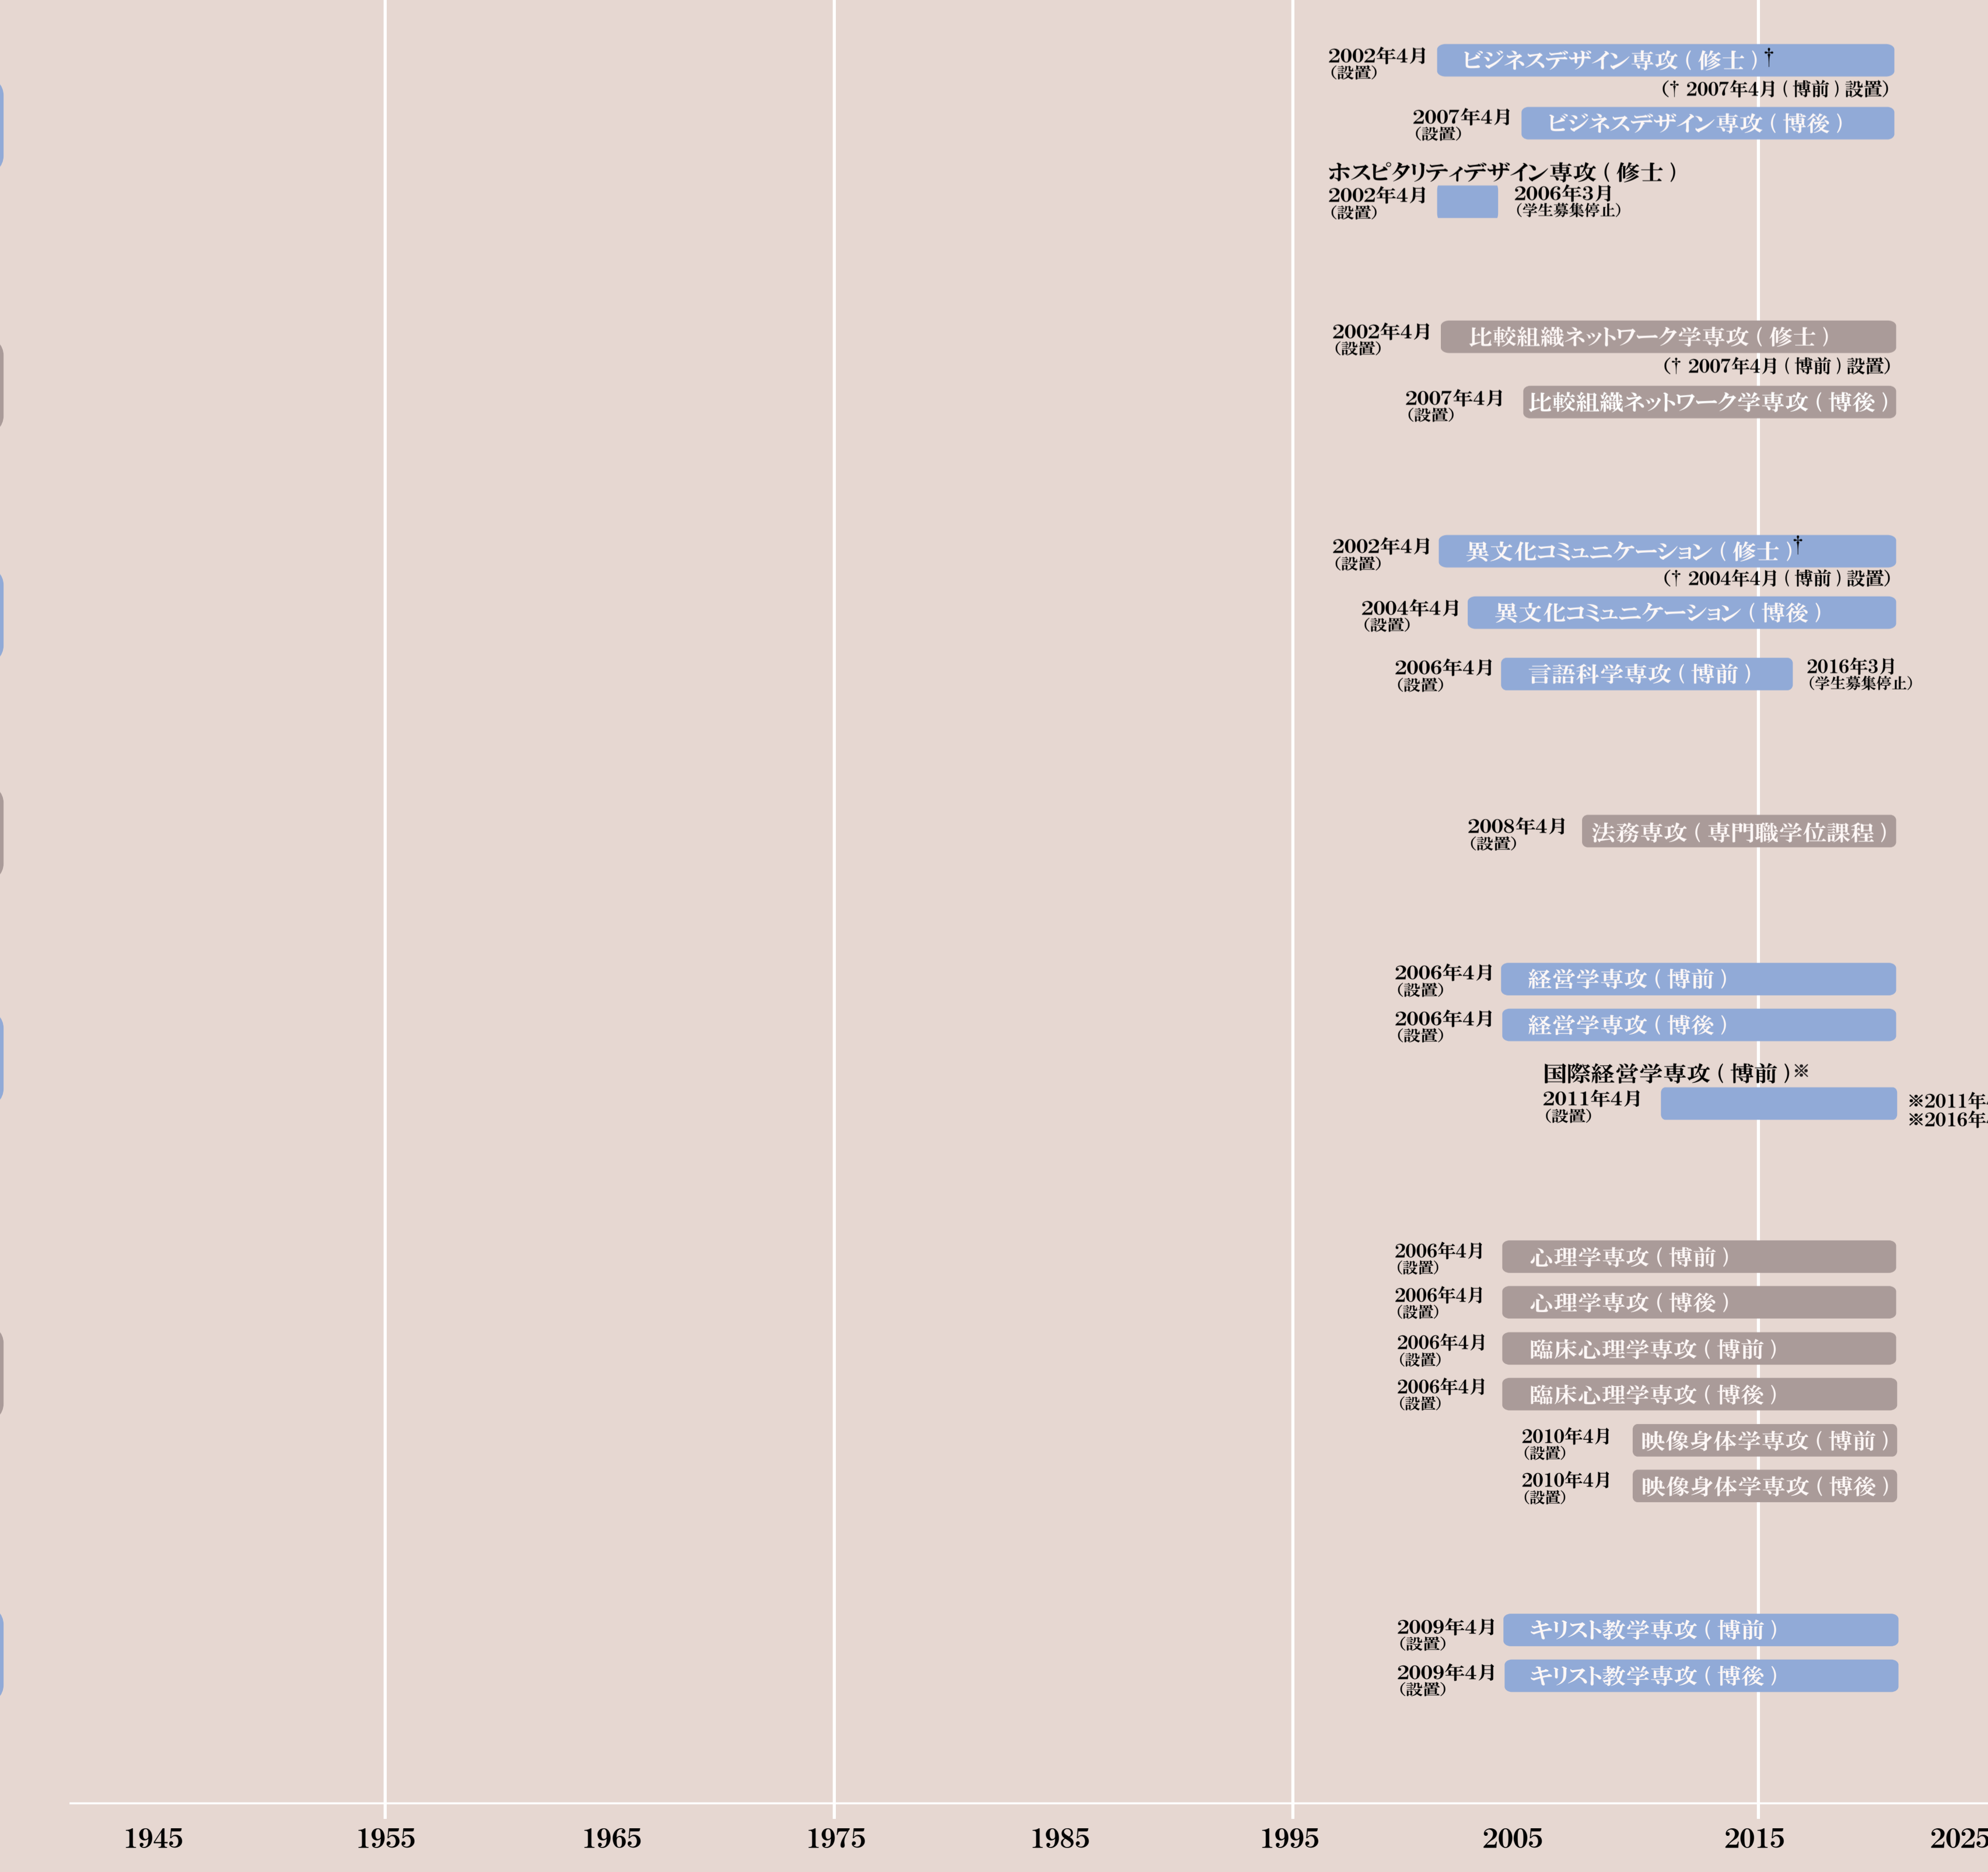 2002年4月 ビジネスデザイン専攻(修士)†
(設置)
(† 2007年4月(博前)設置)
2007年4月 ビジネスデザイン専攻(博後)
(設置)
ホスピタリティデザイン専攻(修士)
2002年4月 2006年3月
(設置) (学生募集停止)
2002年4月 比較組織ネットワーク学専攻(修士)
(設置)
(† 2007年4月(博前)設置)
2007年4月 比較組織ネットワーク学専攻(博後)
(設置)
2002年4月 異文化コミュニケーション(修士)†
(設置)
(† 2004年4月(博前)設置)
2004年4月 異文化コミュニケーション(博後)
(設置)
2006年4月 言語科学専攻(博前) 2016年3月
(設置) (学生募集停止)
2008年4月 法務専攻(専門職学位課程)
(設置)
2006年4月 経営学専攻(博前)
(設置)
2006年4月 経営学専攻(博後)
(設置)
国際経営学専攻(博前)※
2011年4月 ※2011年
(設置) ※2016年
2006年4月 心理学専攻(博前)
(設置)
2006年4月 心理学専攻(博後)
(設置)
2006年4月 臨床心理学専攻(博前)
(設置)
2006年4月 臨床心理学専攻(博後)
(設置)
2010年4月 映像身体学専攻(博前)
(設置)
2010年4月 映像身体学専攻(博後)
(設置)
2009年4月 キリスト教学専攻(博前)
(設置)
2009年4月 キリスト教学専攻(博後)
(設置)
1945 1955 1965 1975 1985 1995 2005 2015 2025